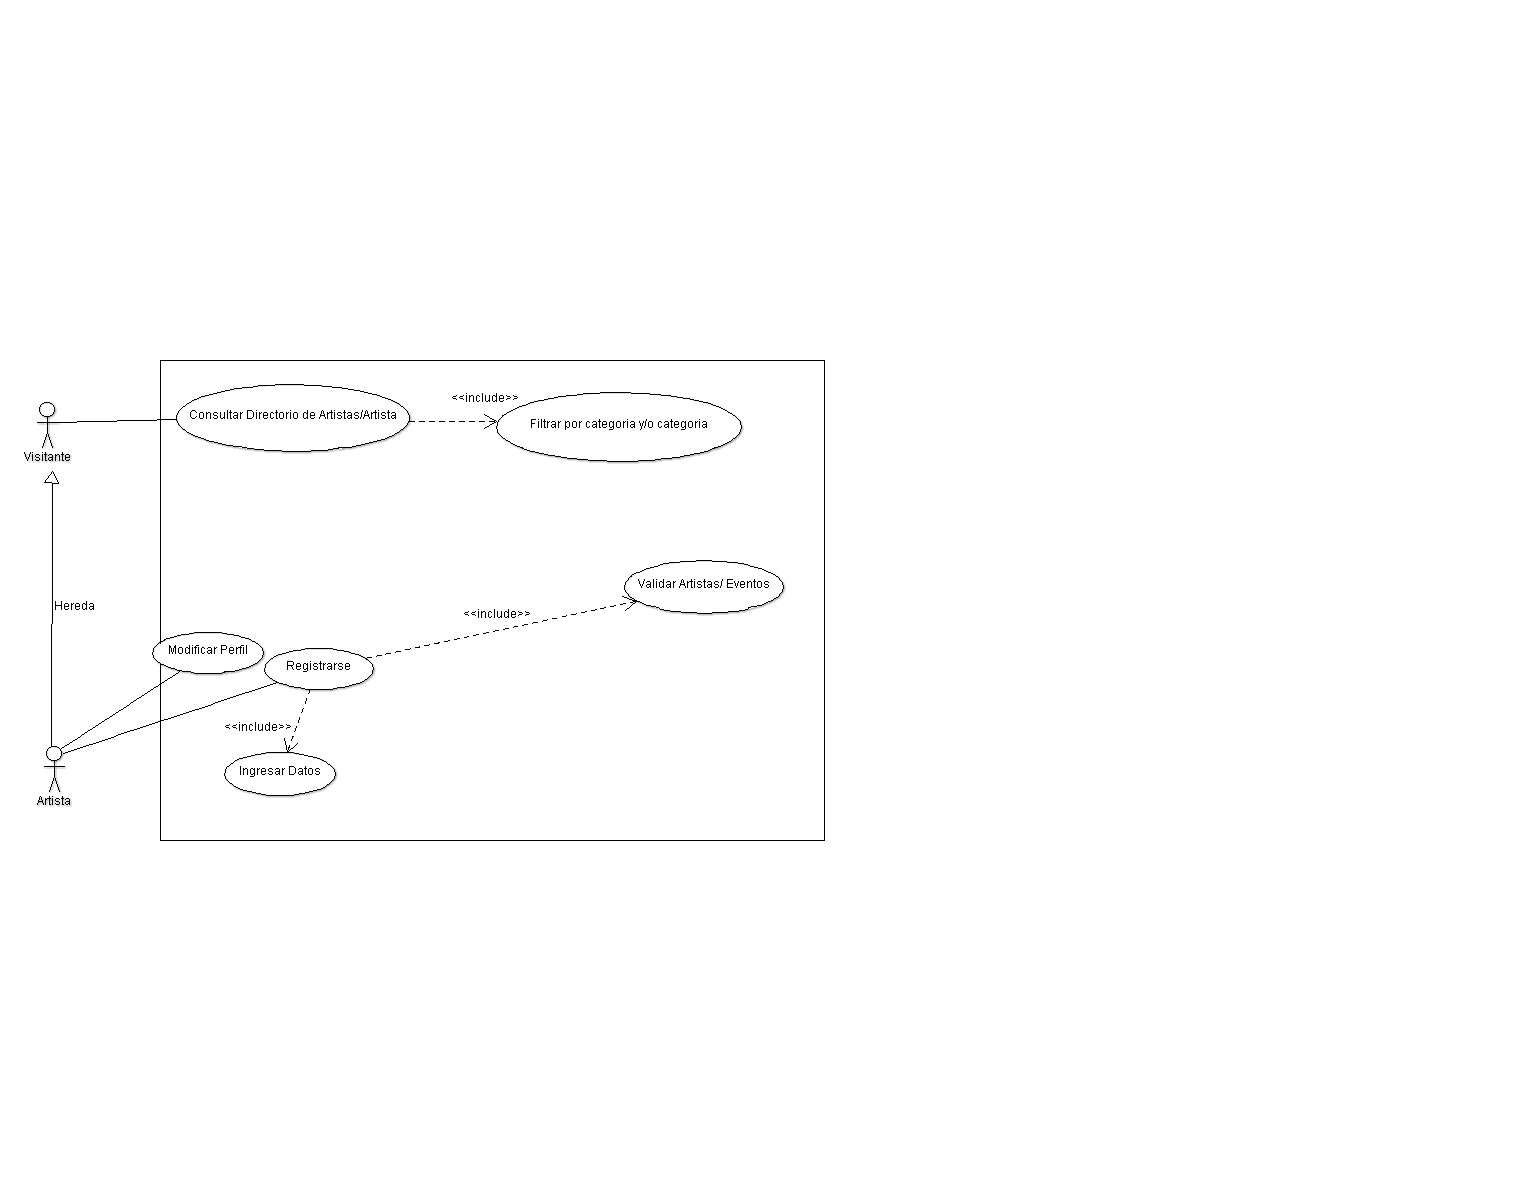 <<include>>
Consultar Directorio de Artistas/Artista
Filtrar por categoria y/o categoria
Visitante
Validar Artistas/ Eventos
Hereda
<<include>>
Modificar Perfil
Registrarse
<<include>>
Ingresar Datos
Artista